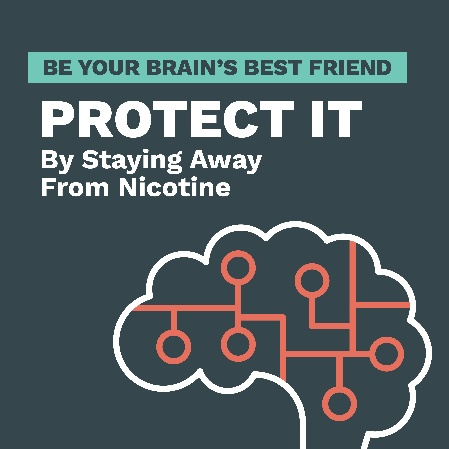 BE YOUR BRAIN'S BEST FRIEND
PROTECT IT
By Staying Away
From Nicotine